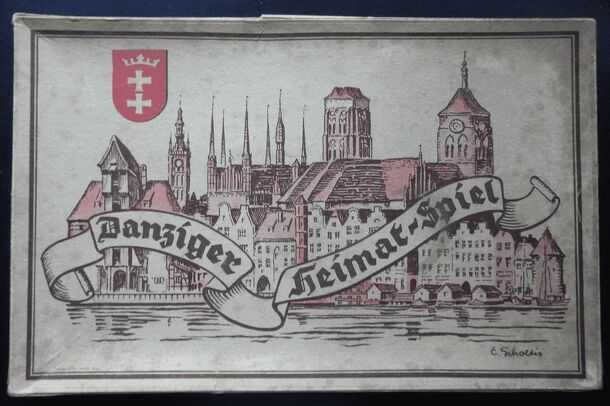 Danziger
Heimat-Spiel
E. Scholtis